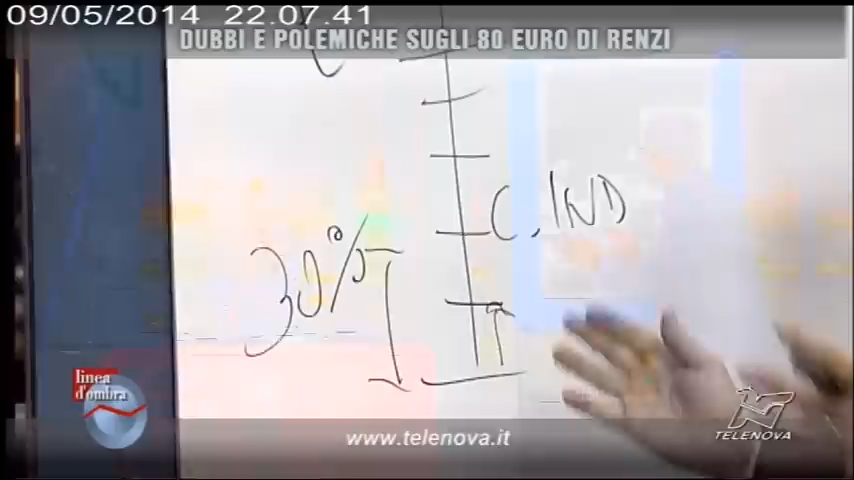 09/05/2014 22.07.41
DUBBI E POLEMICHE SUGLI 80 EURO DI RENZI
C. IND
30%
linea
d'ombra
www.telenova.it
TELENOVA